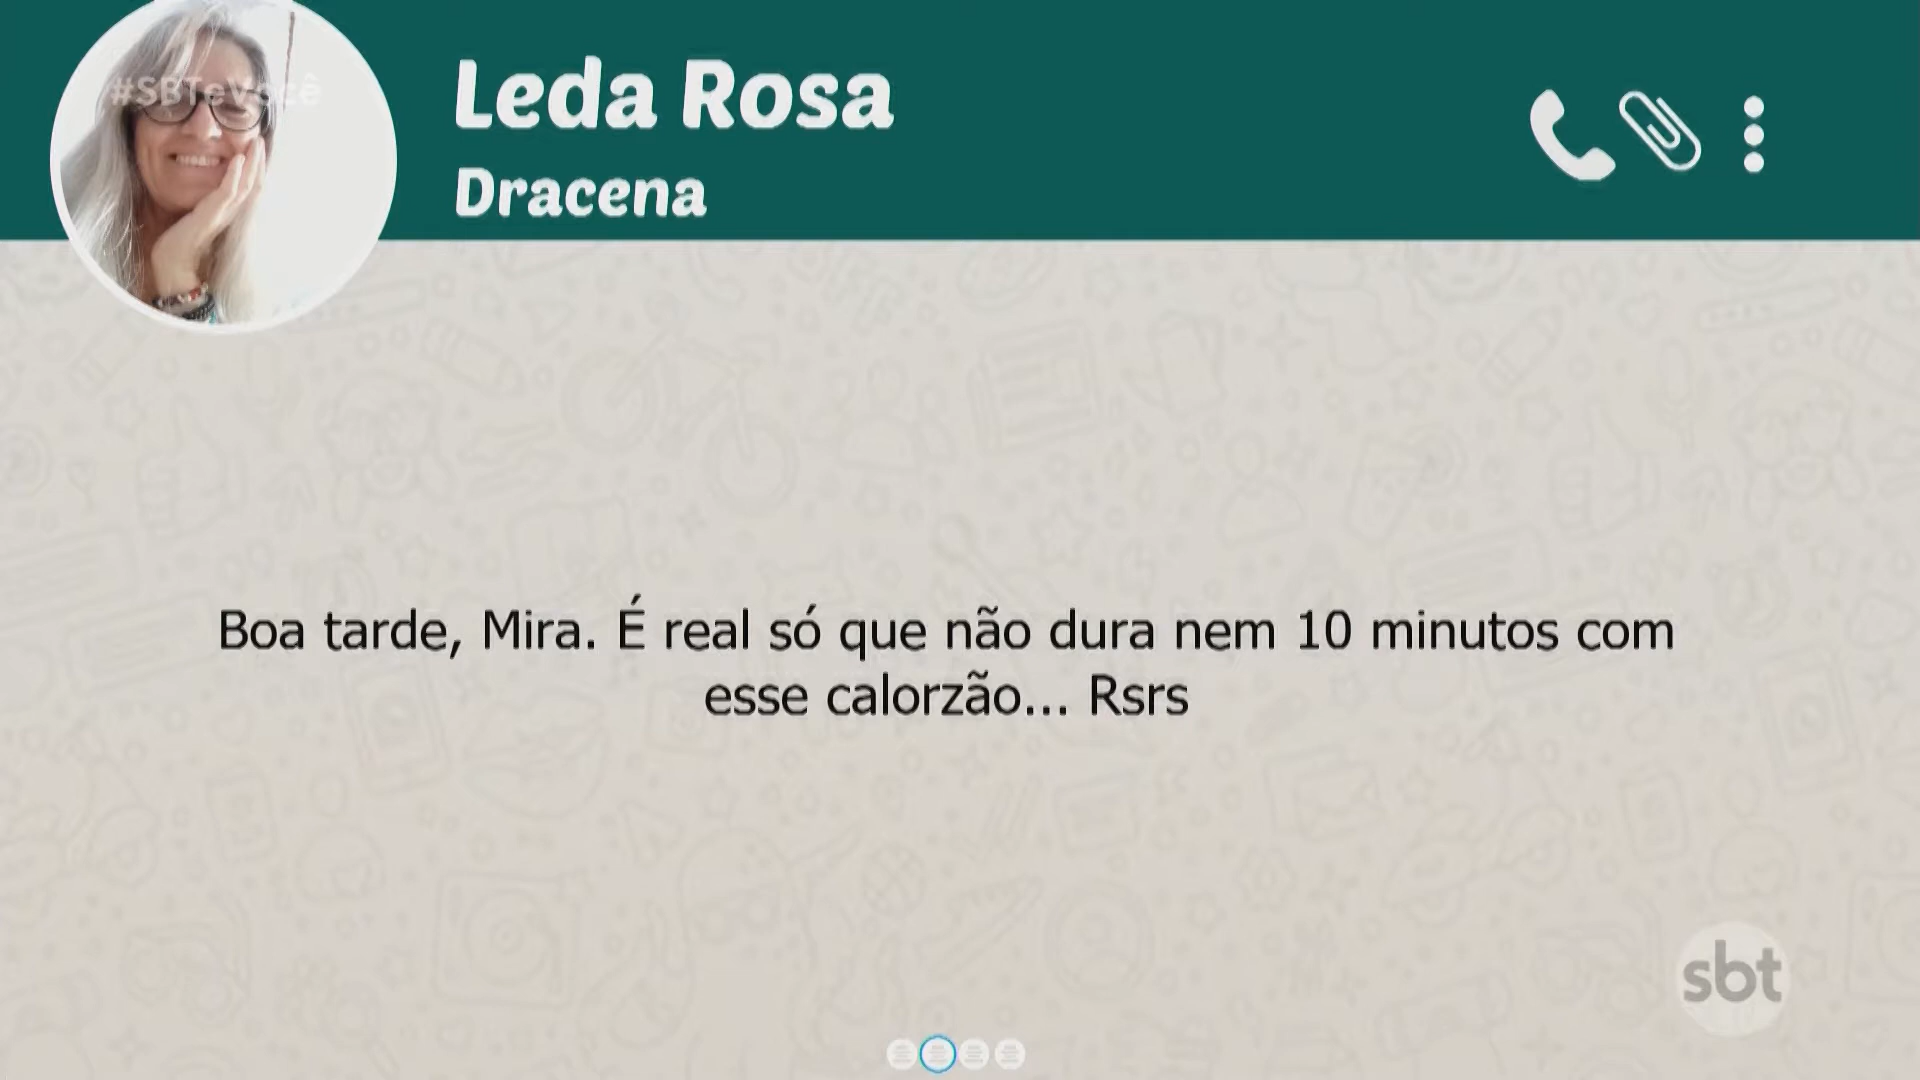 #SBTeVocê
Leda Rosa
Dracena
Boa tarde, Mira. É real só que não dura nem 10 minutos com
esse calorzão... Rsrs
sbt